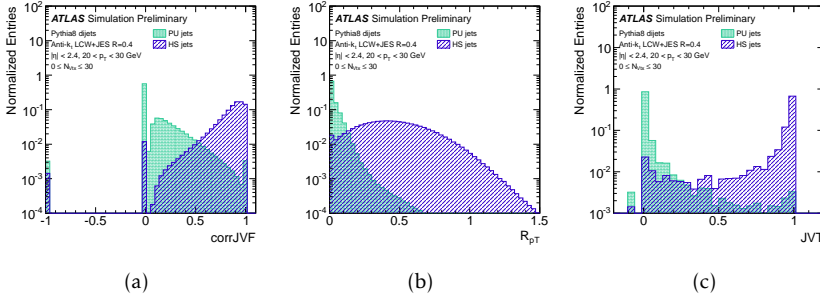 Normalized Entries
10²
10
1
10⁻¹
10⁻²
10⁻³
10⁻⁴
ATLAS Simulation Preliminary
Pythia8 dijets
Anti-kₜ LCW+JES R=0.4
|η| < 2.4, 20 < pT < 30 GeV
0 ≤ NVtx ≤ 30
PU jets
HS jets
-1 -0.5 0 0.5 1
corrJVF
(a)
Normalized Entries
10²
10
1
10⁻¹
10⁻²
10⁻³
10⁻⁴
ATLAS Simulation Preliminary
Pythia8 dijets
Anti-kₜ LCW+JES R=0.4
|η| < 2.4, 20 < pT < 30 GeV
0 ≤ NVtx ≤ 30
PU jets
HS jets
0 0.5 1 1.5
RpT
(b)
Normalized Entries
10²
10
1
10⁻¹
10⁻²
10⁻³
ATLAS Simulation Preliminary
Pythia8 dijets
Anti-kₜ LCW+JES R=0.4
|η| < 2.4, 20 < pT < 30 GeV
0 ≤ NVtx ≤ 30
PU jets
HS jets
0 0.5 1
JVT
(c)